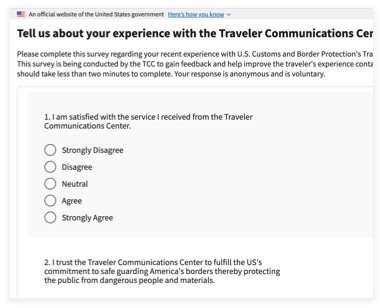 An official website of the United States government Here's how you know
Tell us about your experience with the Traveler Communications Cen
Please complete this survey regarding your recent experience with U.S. Customs and Border Protection's Tra
This survey is being conducted by the TCC to gain feedback and help improve the traveler's experience conta
should take less than two minutes to complete. Your response is anonymous and is voluntary.
1. I am satisfied with the service I received from the Traveler
Communications Center.
Strongly Disagree
Disagree
Neutral
Agree
Strongly Agree
2. I trust the Traveler Communications Center to fulfill the US's
commitment to safe guarding America's borders thereby protecting
the public from dangerous people and materials.